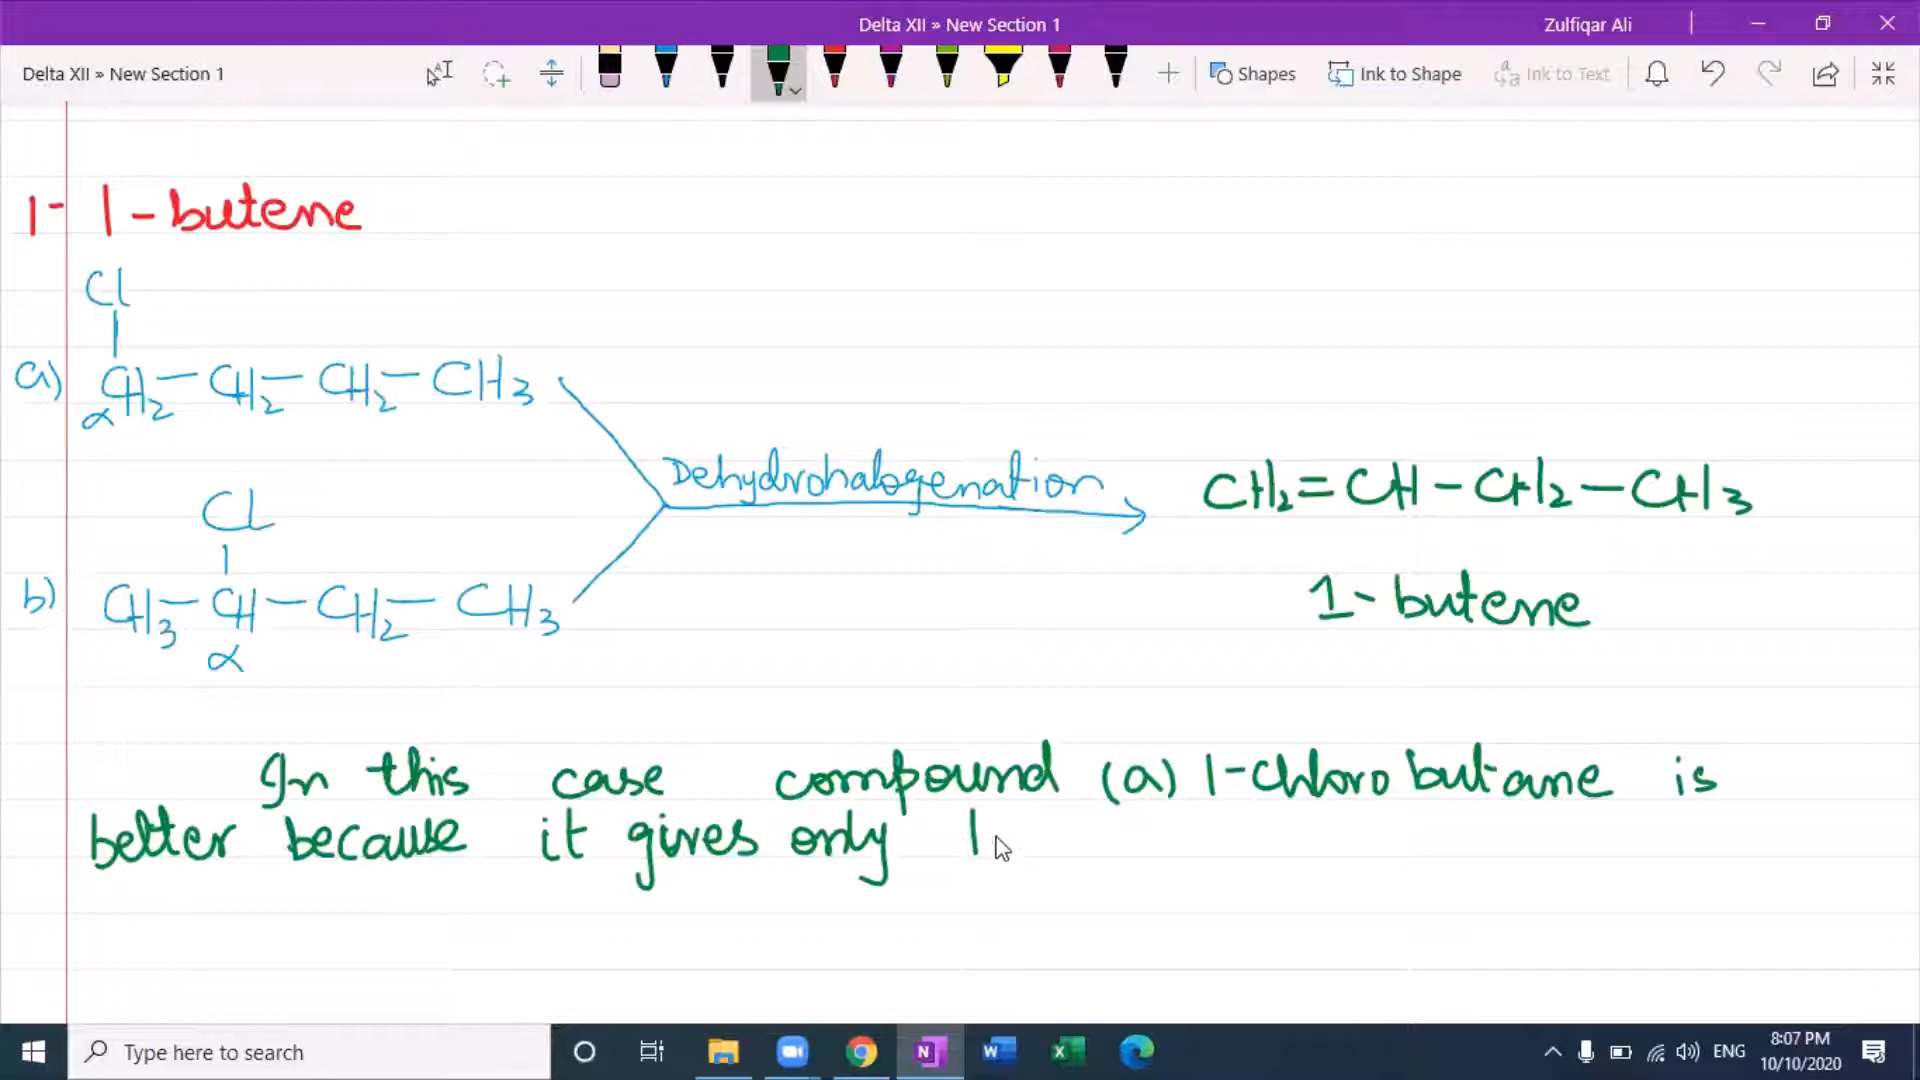 Delta XII » New Section 1
Zulfiqar Ali
Delta XII » New Section 1
Shapes
Ink to Shape
Ink to Text
1- 1-butene
Cl
a) CH2-CH2-CH2-CH3
α
Dehydrohalogenation
CH2=CH-CH2-CH3
Cl
b) CH3-CH-CH2-CH3
α
1-butene
In this case compound (a) 1-chlorobutane is
better because it gives only 1
Type here to search
ENG
8:07 PM
10/10/2020